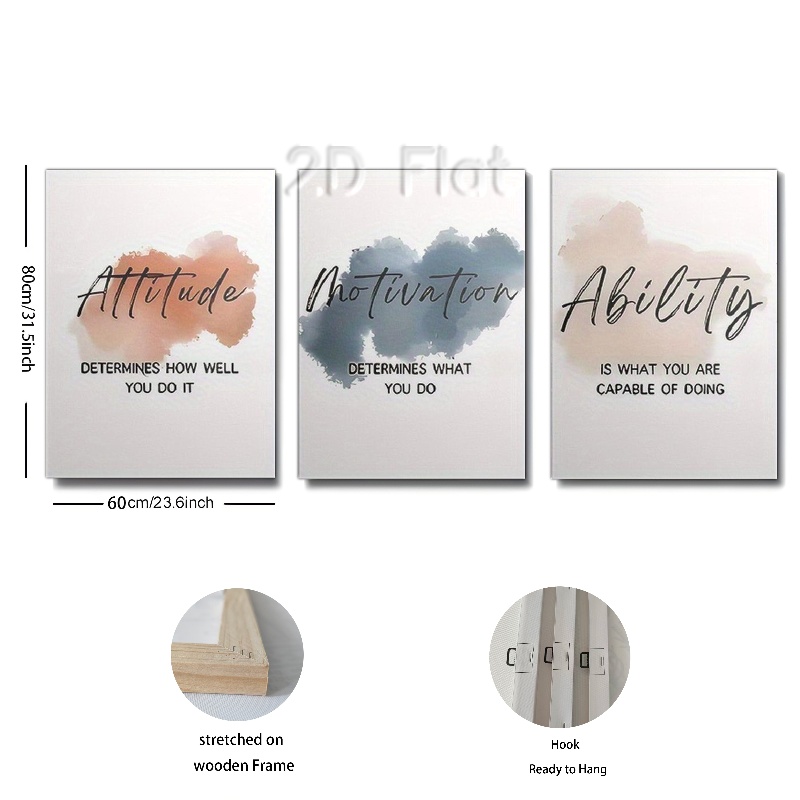 2D Flat
80cm/31.5inch
Attitude
DETERMINES HOW WELL
YOU DO IT
Motivation
DETERMINES WHAT
YOU DO
Ability
IS WHAT YOU ARE
CAPABLE OF DOING
60cm/23.6inch
stretched on
wooden Frame
Hook
Ready to Hang